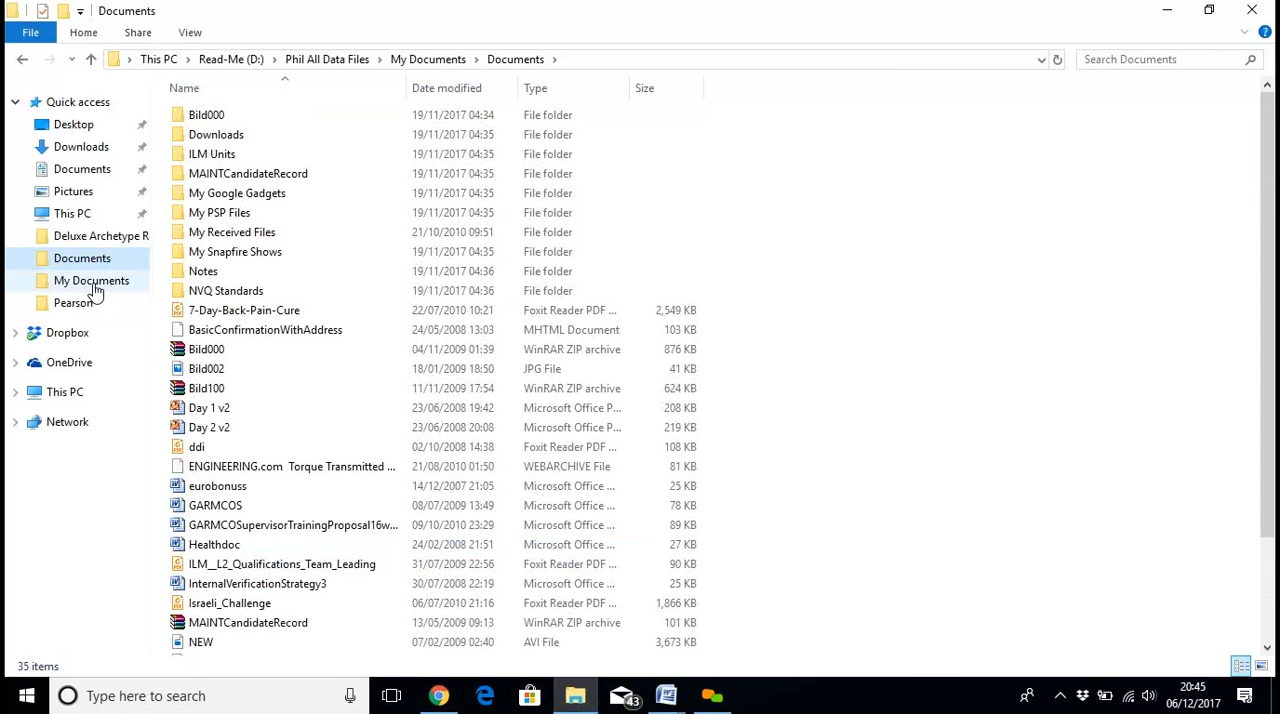 Documents
File Home Share View
This PC Read-Me (D:) Phil All Data Files My Documents Documents Search Documents
Name Date modified Type Size
Quick access
Desktop
Downloads
Documents
Pictures
This PC
Deluxe Archetype R
Documents
My Documents
Pearson
Dropbox
OneDrive
This PC
Network
Bild000 19/11/2017 04:34 File folder
Downloads 19/11/2017 04:35 File folder
ILM Units 19/11/2017 04:35 File folder
MAINTCandidateRecord 19/11/2017 04:35 File folder
My Google Gadgets 19/11/2017 04:35 File folder
My PSP Files 19/11/2017 04:35 File folder
My Received Files 21/10/2010 09:51 File folder
My Snapfire Shows 19/11/2017 04:35 File folder
Notes 19/11/2017 04:36 File folder
NVQ Standards 19/11/2017 04:36 File folder
7-Day-Back-Pain-Cure 22/07/2010 10:21 Foxit Reader PDF ... 2,549 KB
BasicConfirmationWithAddress 24/05/2008 13:03 MHTML Document 103 KB
Bild000 04/11/2009 01:39 WinRAR ZIP archive 876 KB
Bild002 18/01/2009 18:50 JPG File 41 KB
Bild100 11/11/2009 17:54 WinRAR ZIP archive 624 KB
Day 1 v2 23/06/2008 19:42 Microsoft Office P... 208 KB
Day 2 v2 23/06/2008 20:08 Microsoft Office P... 219 KB
ddi 02/10/2008 14:38 Foxit Reader PDF ... 108 KB
ENGINEERING.com Torque Transmitted ... 21/08/2010 01:50 WEBARCHIVE File 81 KB
eurobonuss 14/12/2007 21:05 Microsoft Office ... 25 KB
GARMCOS 08/07/2009 13:49 Microsoft Office ... 78 KB
GARMCOSupervisorTrainingProposal16w... 09/10/2010 23:29 Microsoft Office ... 89 KB
Healthdoc 24/02/2008 21:51 Microsoft Office ... 27 KB
ILM__L2_Qualifications_Team_Leading 31/07/2009 22:56 Foxit Reader PDF ... 90 KB
InternalVerificationStrategy3 30/07/2008 22:19 Microsoft Office ... 25 KB
Israeli_Challenge 06/07/2010 21:16 Foxit Reader PDF ... 1,866 KB
MAINTCandidateRecord 13/05/2009 09:13 WinRAR ZIP archive 101 KB
NEW 07/02/2009 02:40 AVI File 3,673 KB
35 items
Type here to search 43 20:45
06/12/2017